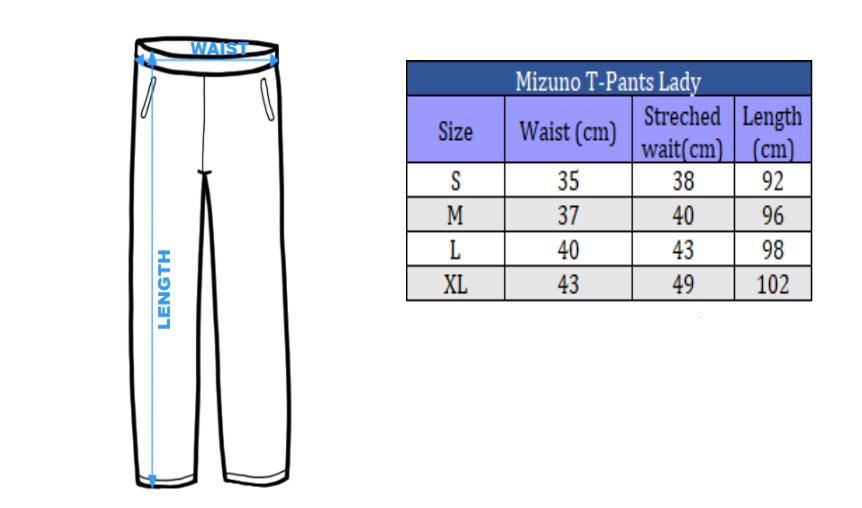 WAIST
LENGTH
Mizuno T-Pants Lady
Size Waist (cm) Streched wait(cm) Length (cm)
S 35 38 92
M 37 40 96
L 40 43 98
XL 43 49 102